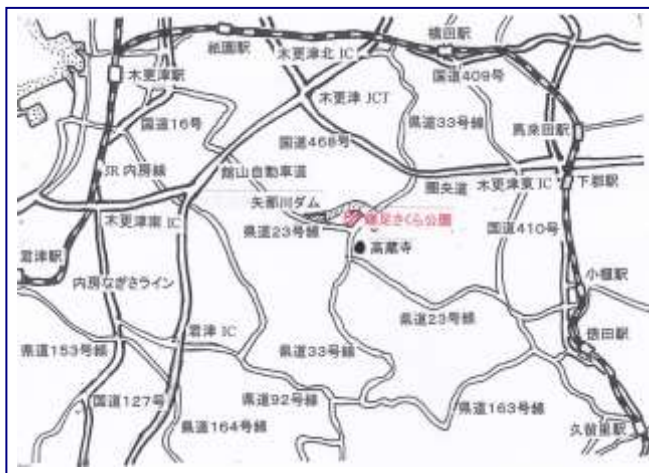 祗園駅
木更津北 IC
横田駅
国道409号
木更津駅
木更津 JCT
国道16号
国道468号
県道33号線
馬来田駅
JR 内房線
館山自動車道
圏央道
木更津東 IC
下郡駅
矢那川ダム
さくら公園
木更津南 IC
県道23号線
高蔵寺
国道410号
君津駅
内房なぎさライン
小櫃駅
県道23号線
君津 IC
県道153号線
県道33号線
俵田駅
国道127号
県道92号線
県道163号線
県道164号線
久留里駅